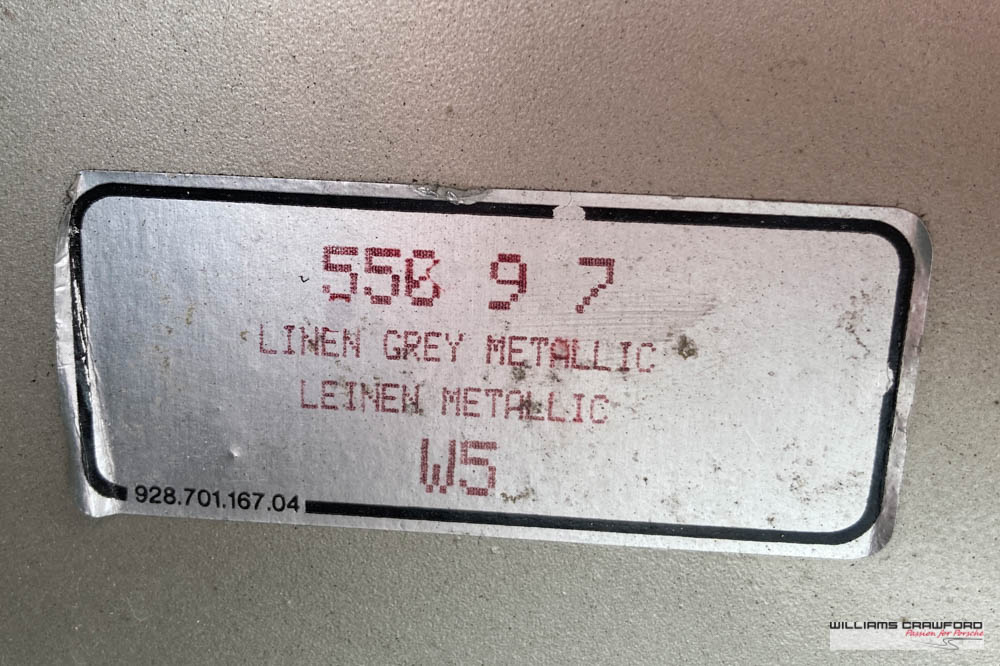 55B 9 7
LINEN GREY METALLIC
LEINEN METALLIC
W5
928.701.167.04
WILLIAMS CRAWFORD
Passion for Porsche